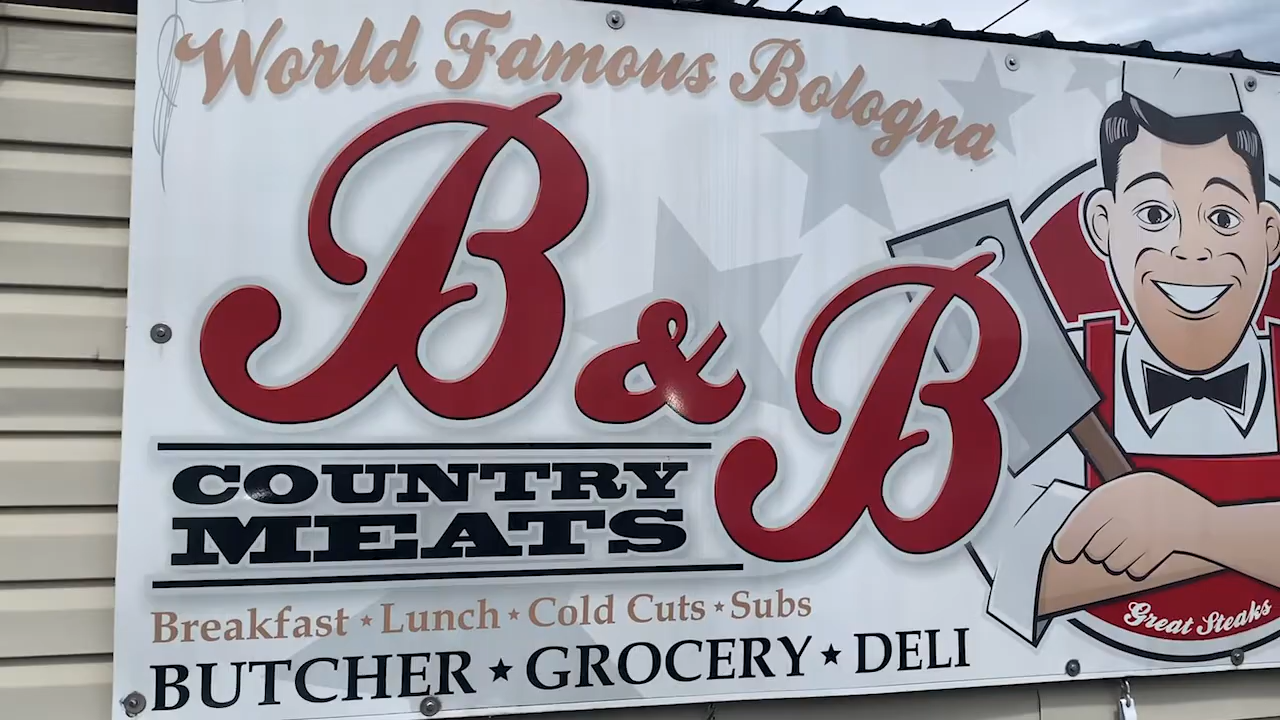 World Famous Bologna
B & B
COUNTRY
MEATS
Breakfast ★ Lunch ★ Cold Cuts ★ Subs
BUTCHER ★ GROCERY ★ DELI
Great Steaks